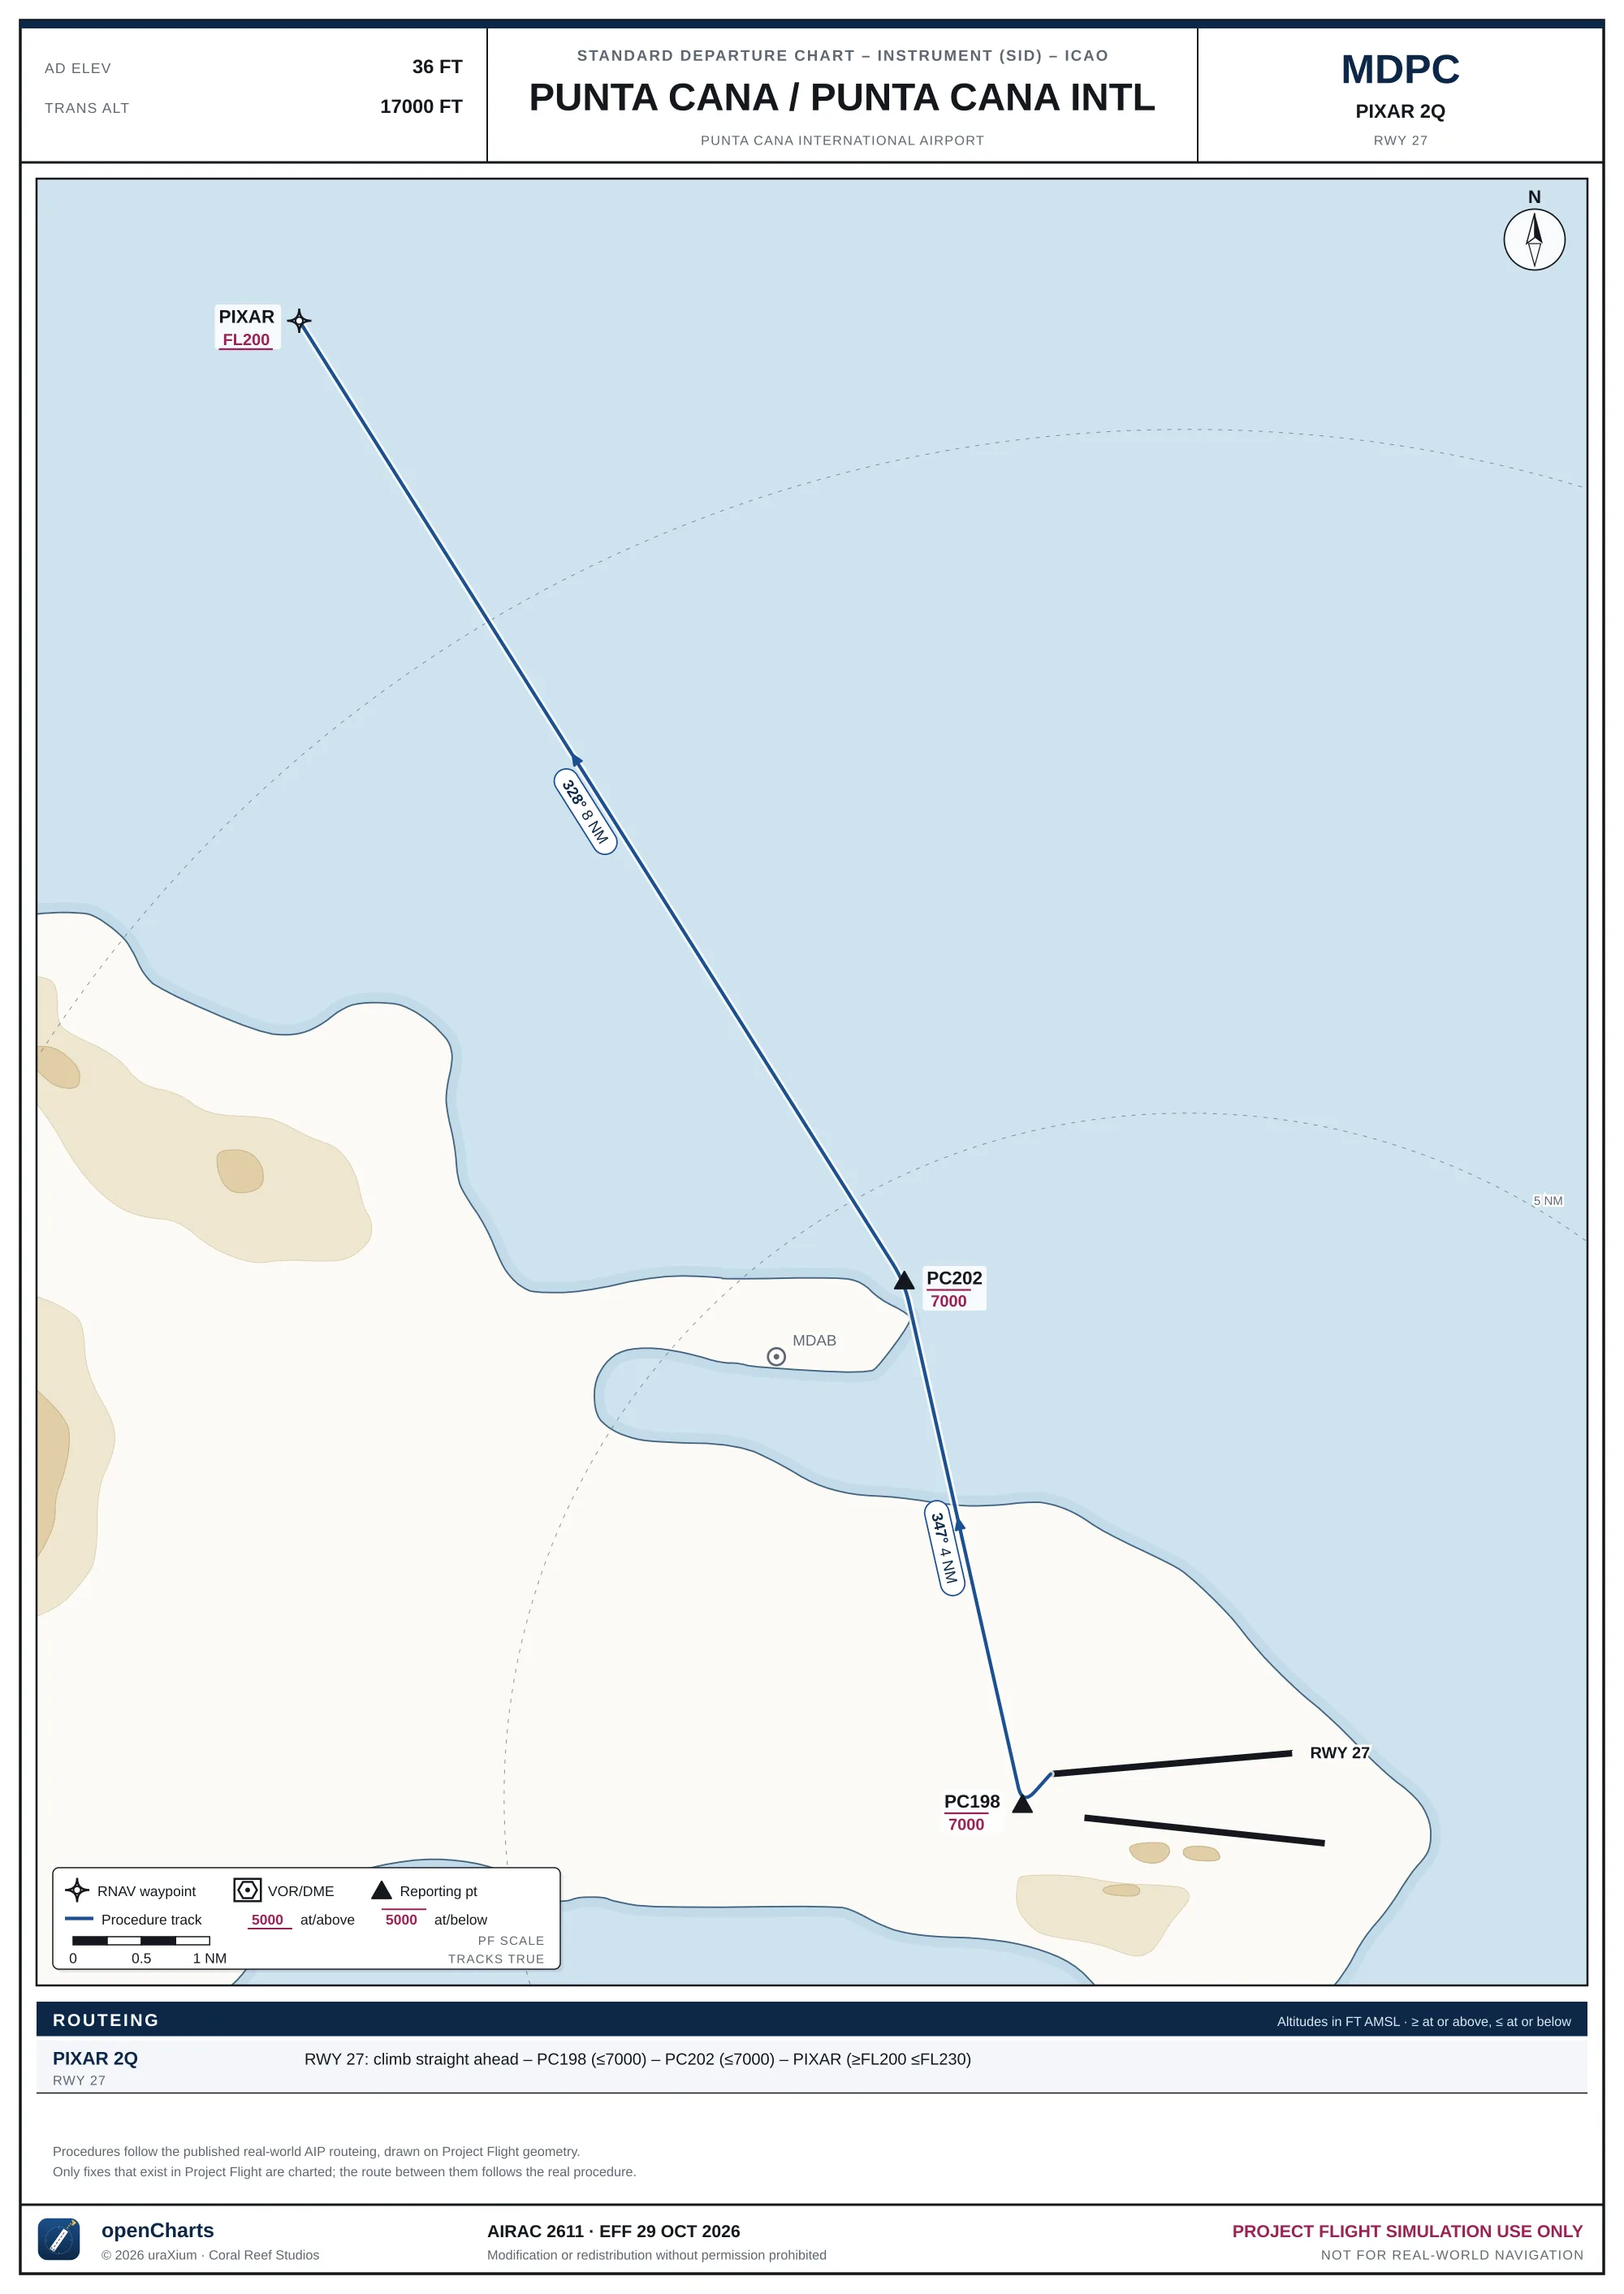 AD ELEV 36 FT
TRANS ALT 17000 FT
STANDARD DEPARTURE CHART – INSTRUMENT (SID) – ICAO
PUNTA CANA / PUNTA CANA INTL
PUNTA CANA INTERNATIONAL AIRPORT
MDPC
PIXAR 2Q
RWY 27
N
PIXAR
FL200
328° 8 NM
5 NM
PC202
7000
MDAB
347° 4 NM
RWY 27
PC198
7000
RNAV waypoint VOR/DME Reporting pt
Procedure track 5000 at/above 5000 at/below
PF SCALE
0 0.5 1 NM TRACKS TRUE
ROUTEING Altitudes in FT AMSL · ≥ at or above, ≤ at or below
PIXAR 2Q RWY 27: climb straight ahead – PC198 (≤7000) – PC202 (≤7000) – PIXAR (≥FL200 ≤FL230)
RWY 27
Procedures follow the published real-world AIP routeing, drawn on Project Flight geometry.
Only fixes that exist in Project Flight are charted; the route between them follows the real procedure.
openCharts
© 2026 uraXium · Coral Reef Studios
AIRAC 2611 · EFF 29 OCT 2026
Modification or redistribution without permission prohibited
PROJECT FLIGHT SIMULATION USE ONLY
NOT FOR REAL-WORLD NAVIGATION